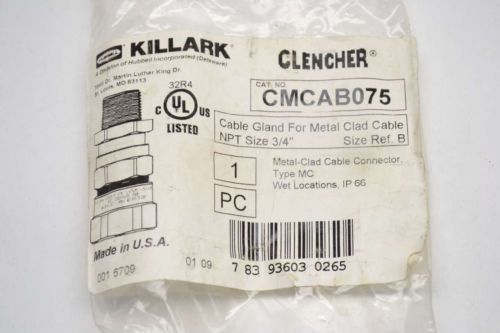 KILLARK®
A Division of Hubbell Incorporated (Delaware)
Dr. Martin Luther King Dr.
St. Louis, MO 63113
CLENCHER®
CAT. NO.
CMCAB075
32R4
C UL US
LISTED
Cable Gland For Metal Clad Cable
NPT Size 3/4" Size Ref. B
1
PC
Metal-Clad Cable Connector,
Type MC
Wet Locations, IP 66
Made in U.S.A.
001 5709
01 09
7 83 93603 0265